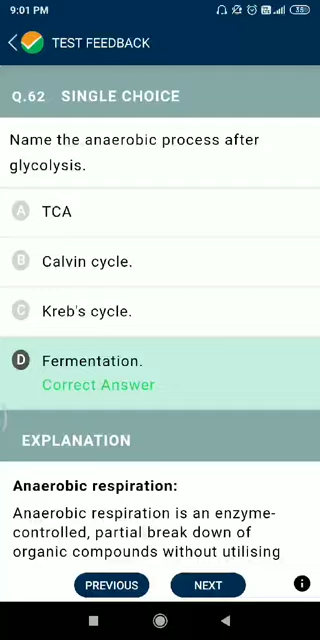 9:01 PM
38
TEST FEEDBACK
Q.62 SINGLE CHOICE
Name the anaerobic process after
glycolysis.
A TCA
B Calvin cycle.
C Kreb's cycle.
D Fermentation.
Correct Answer
EXPLANATION
Anaerobic respiration:
Anaerobic respiration is an enzyme-
controlled, partial break down of
organic compounds without utilising
PREVIOUS NEXT